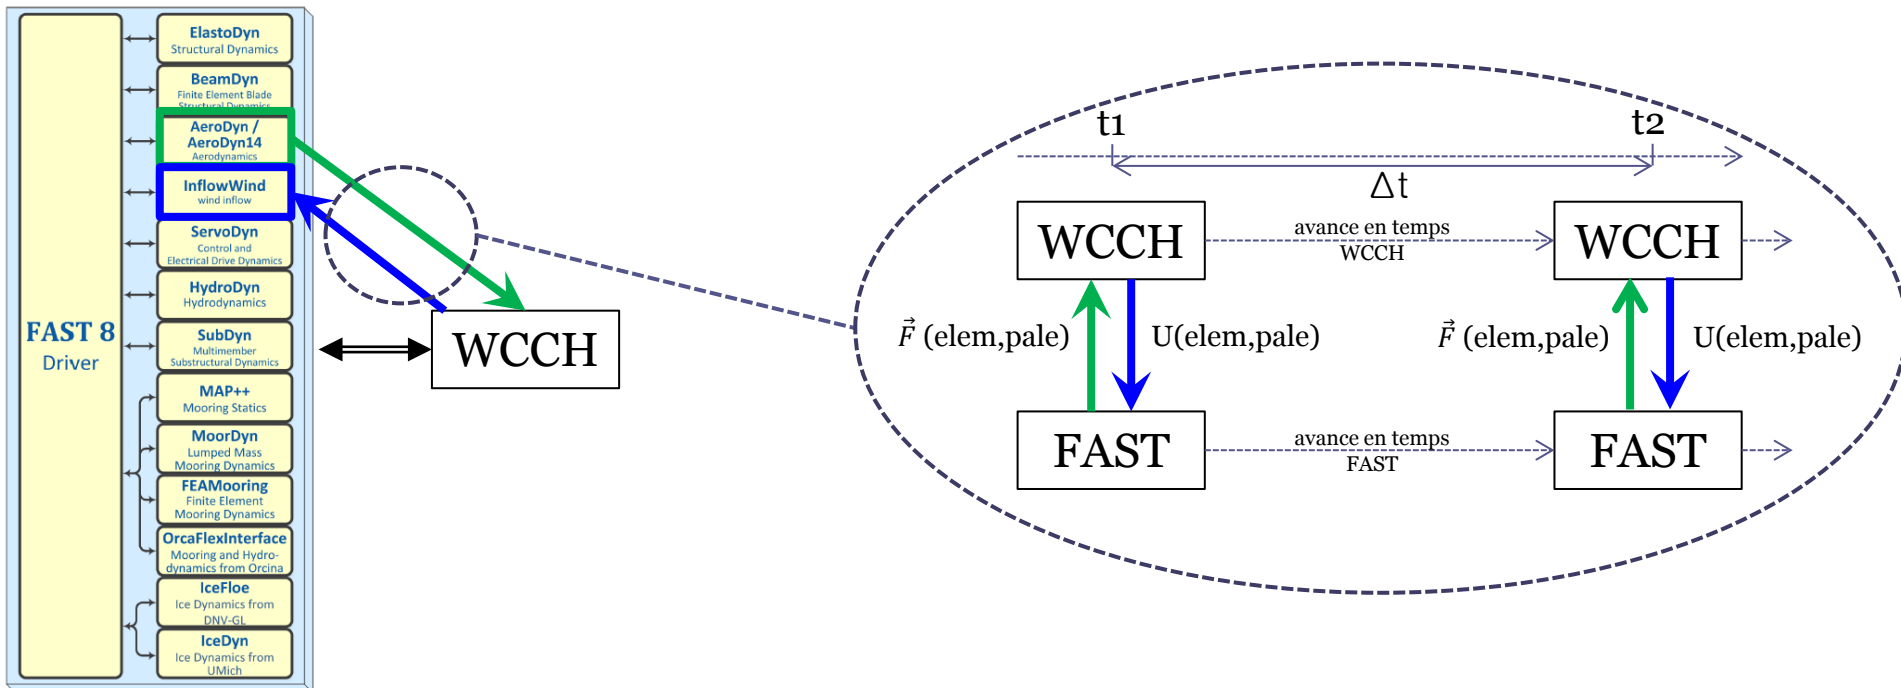 FAST 8
Driver
ElastoDyn
Structural Dynamics
BeamDyn
Finite Element Blade
Structural Dynamics
AeroDyn /
AeroDyn14
Aerodynamics
InflowWind
wind inflow
ServoDyn
Control and
Electrical Drive Dynamics
HydroDyn
Hydrodynamics
SubDyn
Multimember
Substructural Dynamics
MAP++
Mooring Statics
MoorDyn
Lumped Mass
Mooring Dynamics
FEAMooring
Finite Element
Mooring Dynamics
OrcaFlexInterface
Mooring and Hydro-
dynamics from Orcina
IceFloe
Ice Dynamics from
DNV-GL
IceDyn
Ice Dynamics from
UMich
WCCH
t1 t2
Δt
WCCH
avance en temps
WCCH
WCCH
F⃗ (elem,pale) U(elem,pale) F⃗ (elem,pale) U(elem,pale)
FAST
avance en temps
FAST
FAST